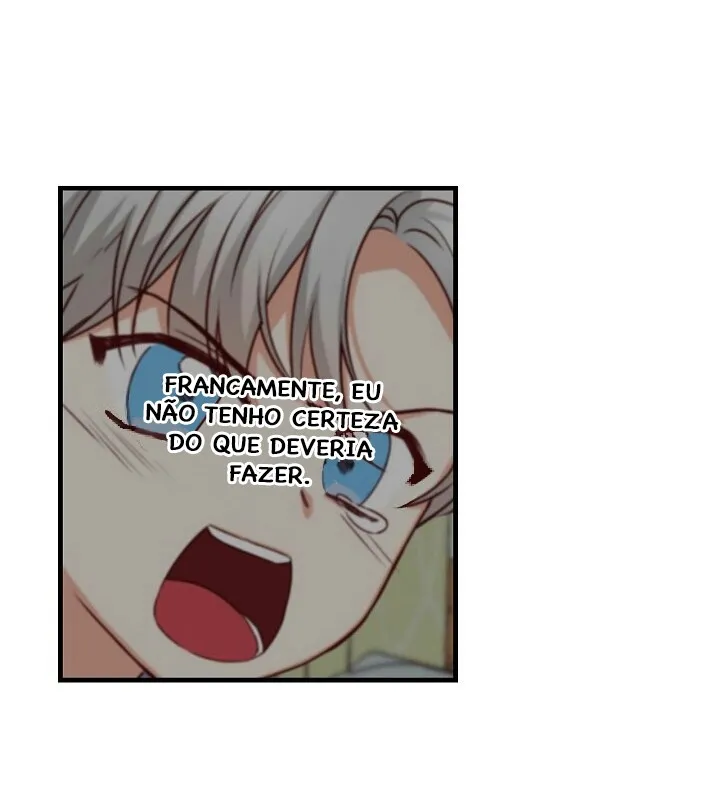 FRANCAMENTE, EU
NÃO TENHO CERTEZA
DO QUE DEVERIA
FAZER.